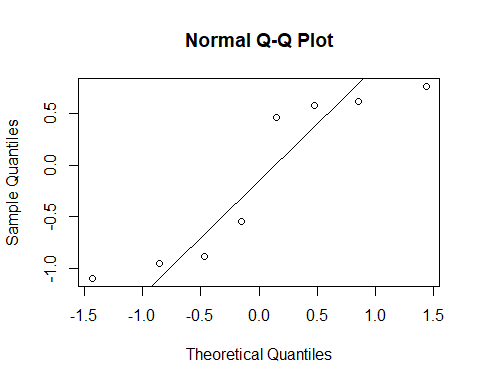 Normal Q-Q Plot
Sample Quantiles
0.5
0.0
-0.5
-1.0
-1.5 -1.0 -0.5 0.0 0.5 1.0 1.5
Theoretical Quantiles